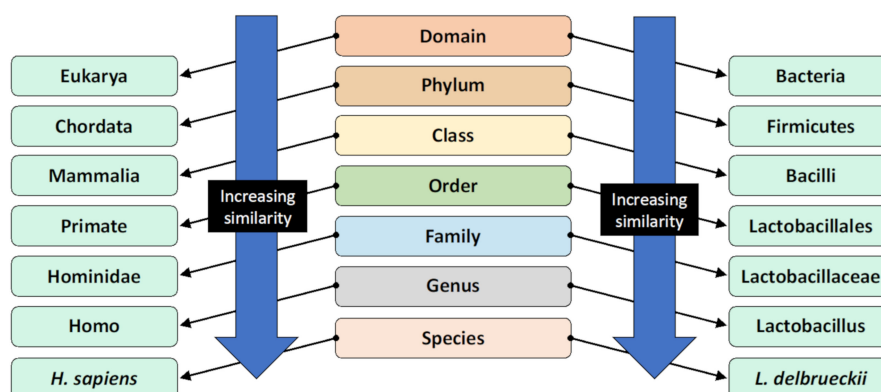 Domain
Eukarya
Bacteria
Phylum
Chordata
Firmicutes
Class
Mammalia
Bacilli
Increasing
similarity
Order
Increasing
similarity
Primate
Lactobacillales
Family
Hominidae
Lactobacillaceae
Genus
Homo
Lactobacillus
Species
H. sapiens
L. delbrueckii